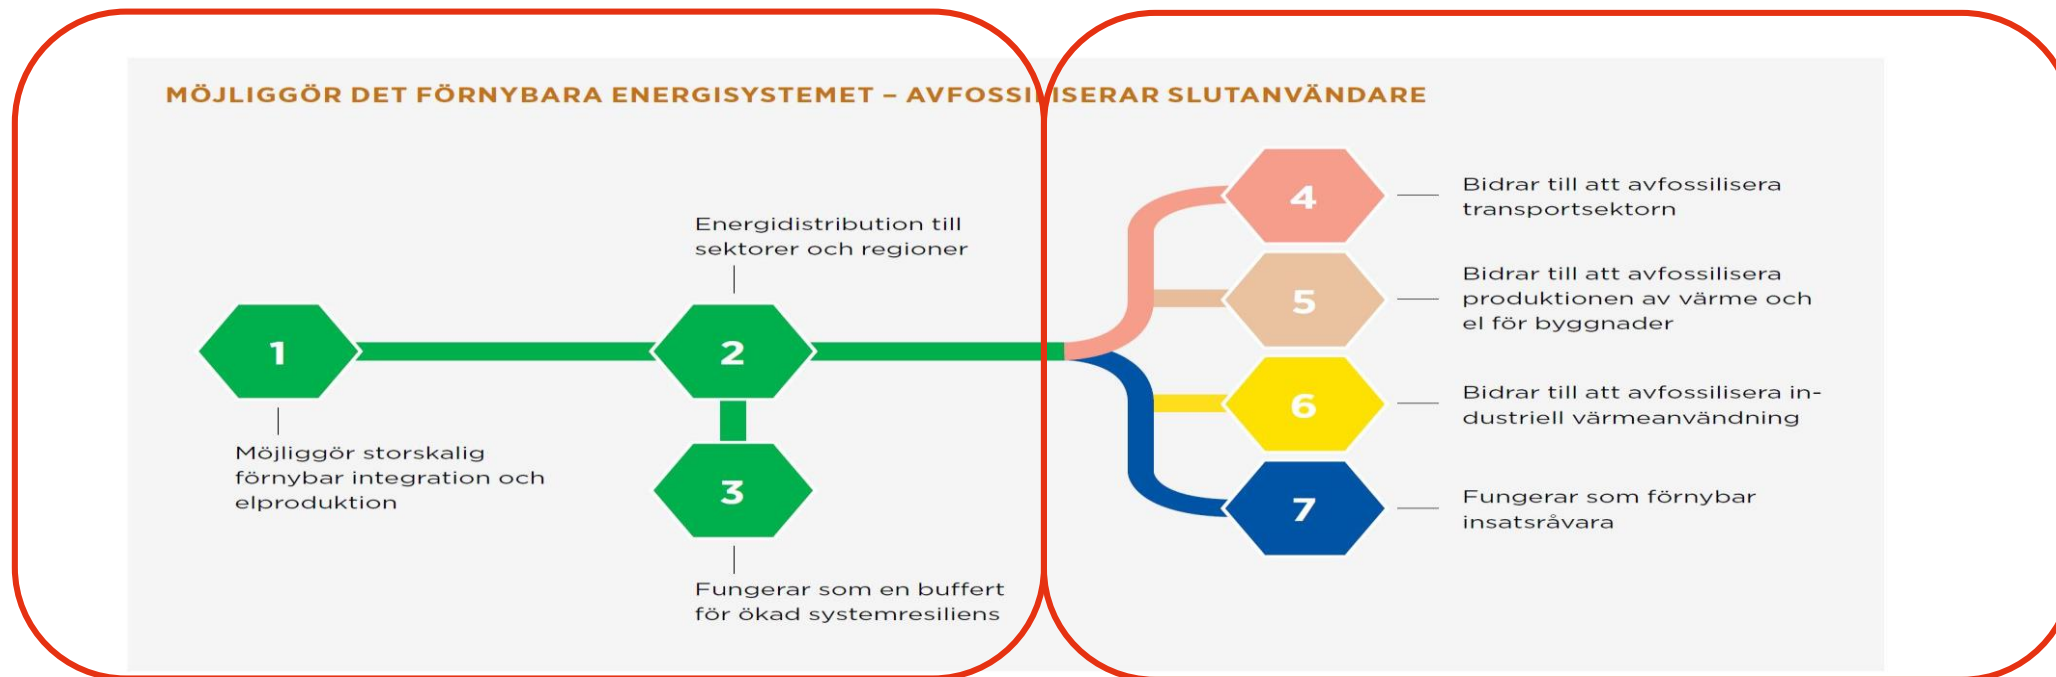 MÖJLIGGÖR DET FÖRNYBARA ENERGISYSTEMET – AVFOSSILISERAR SLUTANVÄNDARE
1
Möjliggör storskalig
förnybar integration och
elproduktion
Energidistribution till
sektorer och regioner
2
3
Fungerar som en buffert
för ökad systemresiliens
4
Bidrar till att avfossilisera
transportsektorn
5
Bidrar till att avfossilisera
produktionen av värme och
el för byggnader
6
Bidrar till att avfossilisera in-
dustriell värmeanvändning
7
Fungerar som förnybar
insatsråvara